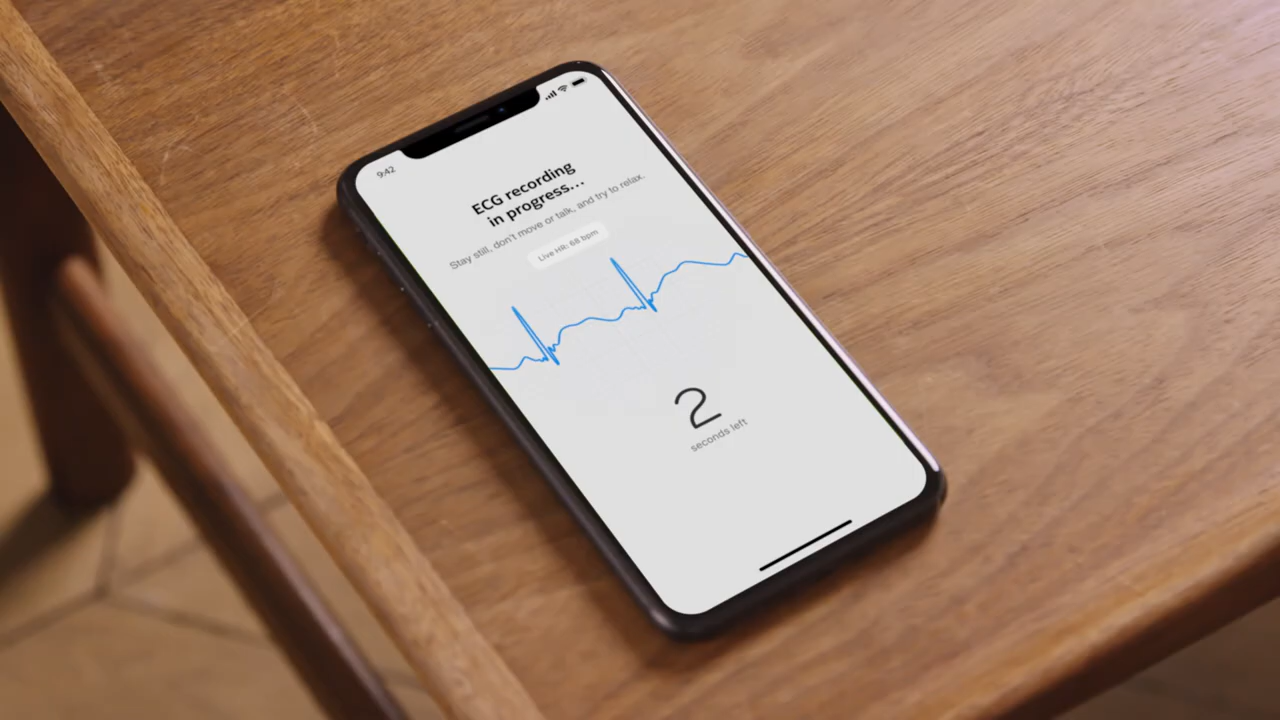 9:42
ECG recording
in progress...
Stay still, don't move or talk, and try to relax.
Live HR: 68 bpm
2
seconds left